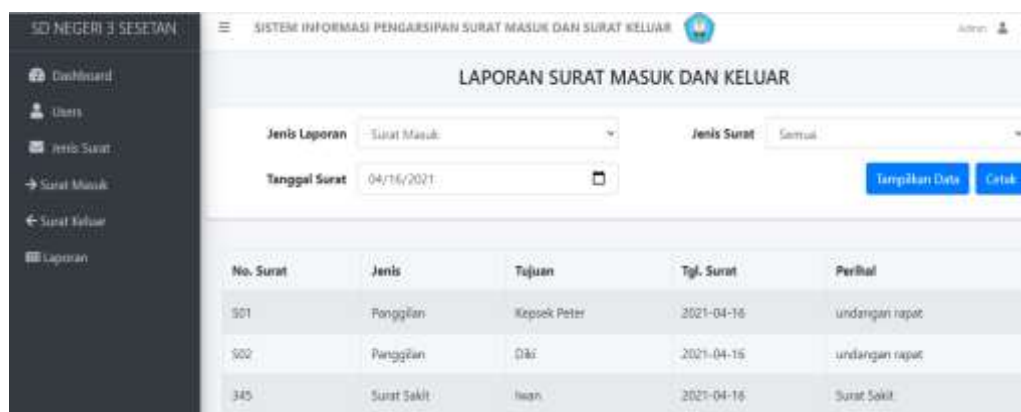 SD NEGERI 3 SESETAN
SISTEM INFORMASI PENGARSIPAN SURAT MASUK DAN SURAT KELUAR
Admin
Dashboard
Users
Jenis Surat
Surat Masuk
Surat Keluar
Laporan
LAPORAN SURAT MASUK DAN KELUAR
Jenis Laporan Surat Masuk Jenis Surat Semua
Tanggal Surat 04/16/2021 Tampilkan Data Cetak
No. Surat Jenis Tujuan Tgl. Surat Perihal
S01 Panggilan Kepsek Peter 2021-04-16 undangan rapat
S02 Panggilan Diki 2021-04-16 undangan rapat
345 Surat Sakit Iwan 2021-04-16 Surat Sakit